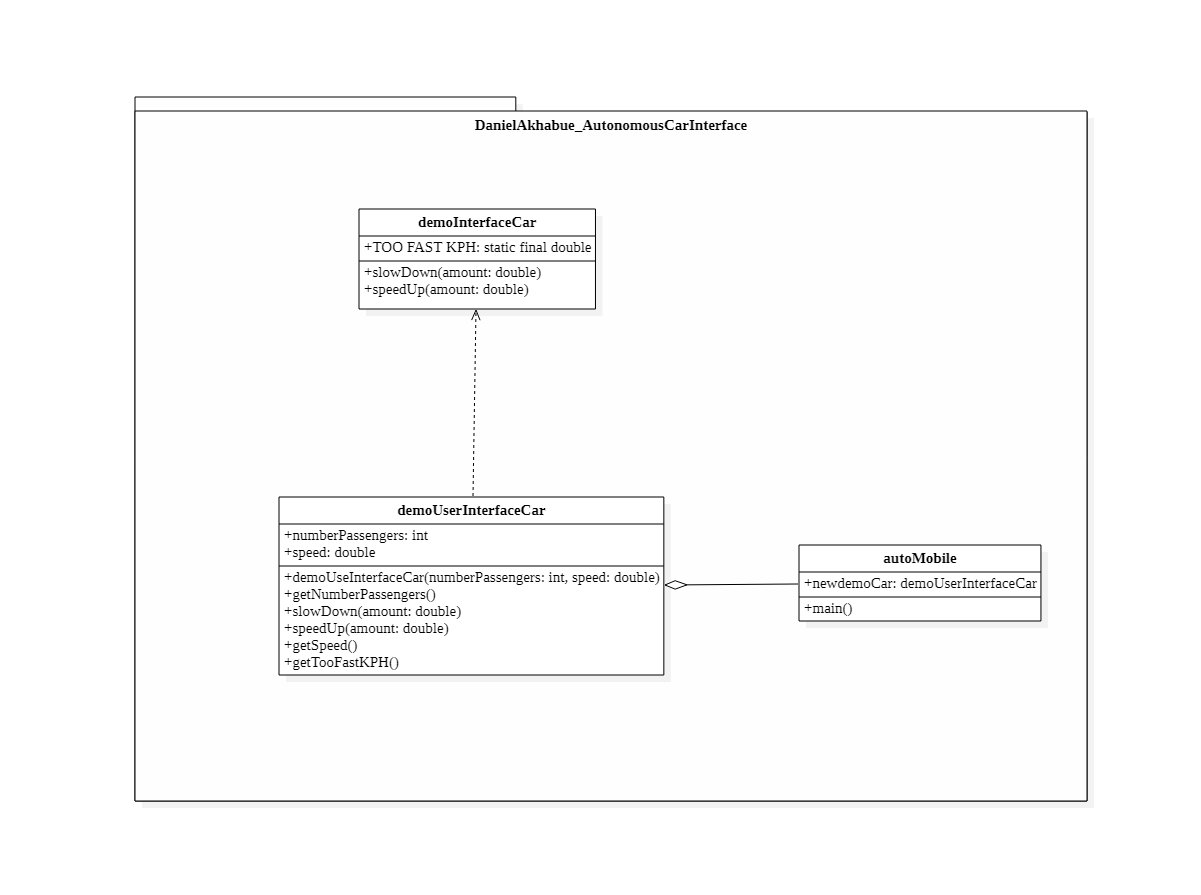 DanielAkhabue_AutonomousCarInterface
demoInterfaceCar
+TOO FAST KPH: static final double
+slowDown(amount: double)
+speedUp(amount: double)
demoUserInterfaceCar
+numberPassengers: int
+speed: double
+demoUseInterfaceCar(numberPassengers: int, speed: double)
+getNumberPassengers()
+slowDown(amount: double)
+speedUp(amount: double)
+getSpeed()
+getTooFastKPH()
autoMobile
+newdemoCar: demoUserInterfaceCar
+main()